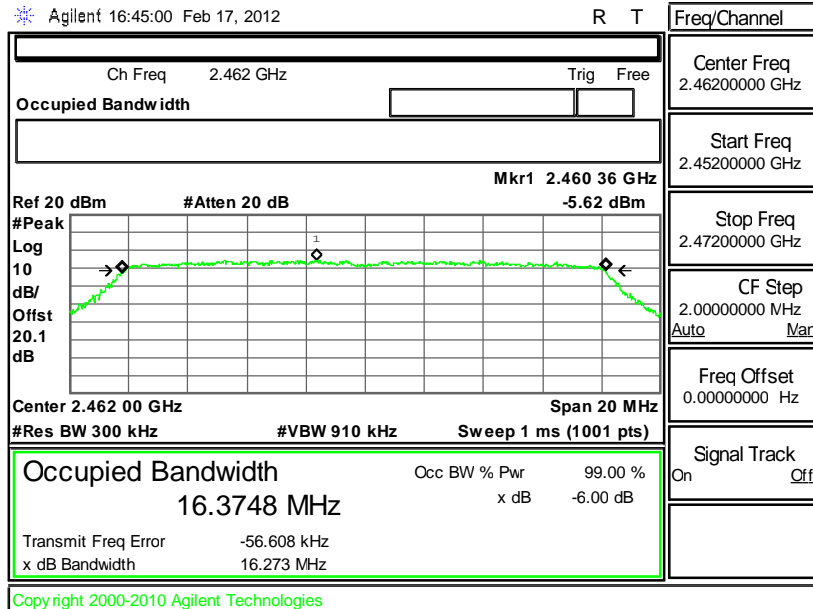 Agilent 16:45:00 Feb 17, 2012 R T
Ch Freq 2.462 GHz Trig Free
Occupied Bandwidth
Mkr1 2.460 36 GHz
Ref 20 dBm #Atten 20 dB -5.62 dBm
#Peak
Log
10
dB/
Offst
20.1
dB
1
Center 2.462 00 GHz Span 20 MHz
#Res BW 300 kHz #VBW 910 kHz Sweep 1 ms (1001 pts)
Occupied Bandwidth Occ BW % Pwr 99.00 %
16.3748 MHz x dB -6.00 dB
Transmit Freq Error -56.608 kHz
x dB Bandwidth 16.273 MHz
Copyright 2000-2010 Agilent Technologies
Freq/Channel
Center Freq
2.46200000 GHz
Start Freq
2.45200000 GHz
Stop Freq
2.47200000 GHz
CF Step
2.00000000 MHz
Auto Man
Freq Offset
0.00000000 Hz
Signal Track
On Off